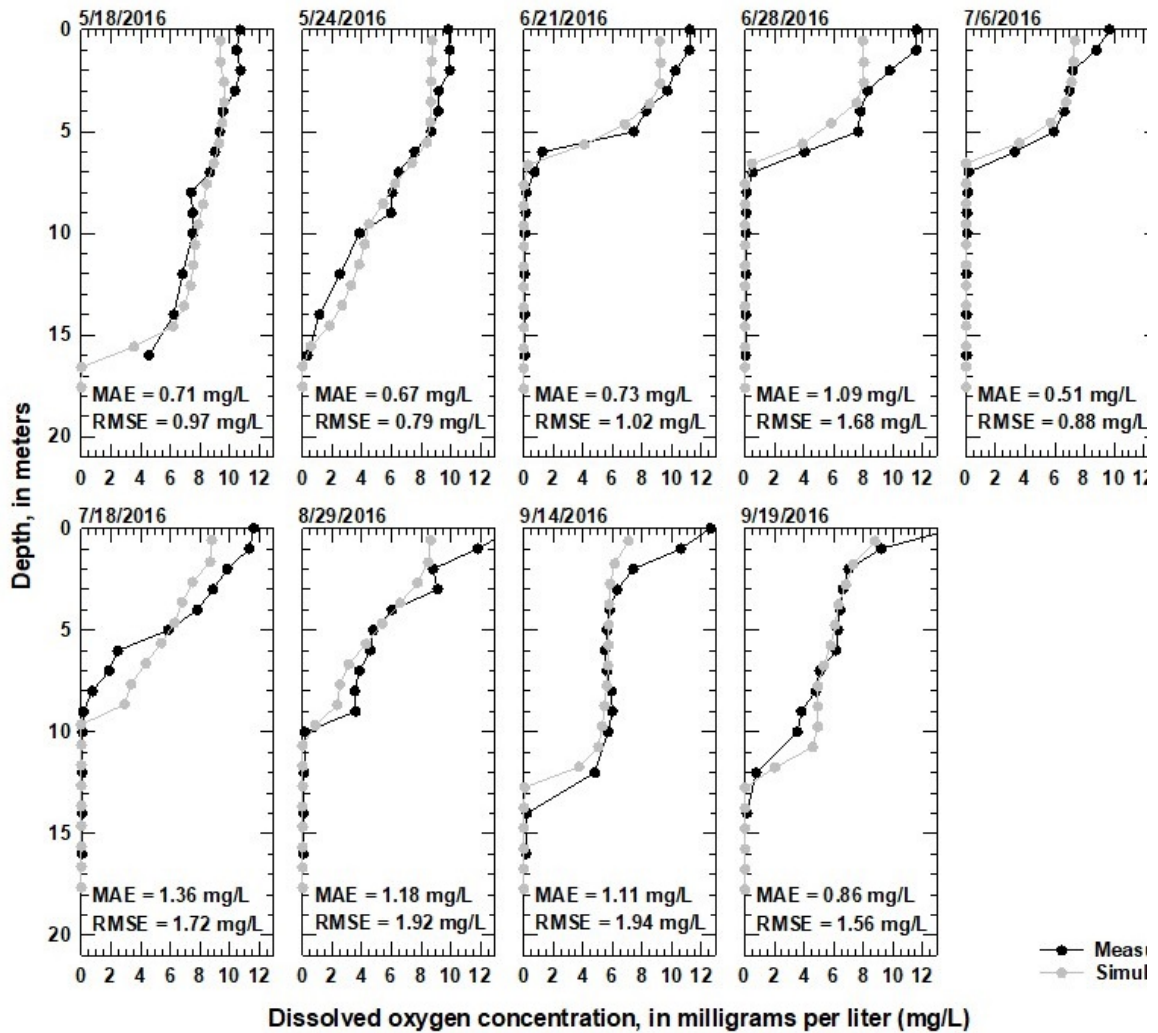 5/18/2016 5/24/2016 6/21/2016 6/28/2016 7/6/2016
0
5
10
15
20
MAE = 0.71 mg/L MAE = 0.67 mg/L MAE = 0.73 mg/L MAE = 1.09 mg/L MAE = 0.51 mg/L
RMSE = 0.97 mg/L RMSE = 0.79 mg/L RMSE = 1.02 mg/L RMSE = 1.68 mg/L RMSE = 0.88 mg/L
0 2 4 6 8 10 12 0 2 4 6 8 10 12 0 2 4 6 8 10 12 0 2 4 6 8 10 12 0 2 4 6 8 10 12
Depth, in meters
7/18/2016 8/29/2016 9/14/2016 9/19/2016
0
5
10
15
20
MAE = 1.36 mg/L MAE = 1.18 mg/L MAE = 1.11 mg/L MAE = 0.86 mg/L
RMSE = 1.72 mg/L RMSE = 1.92 mg/L RMSE = 1.94 mg/L RMSE = 1.56 mg/L
0 2 4 6 8 10 12 0 2 4 6 8 10 12 0 2 4 6 8 10 12 0 2 4 6 8 10 12
Simul
Dissolved oxygen concentration, in milligrams per liter (mg/L)